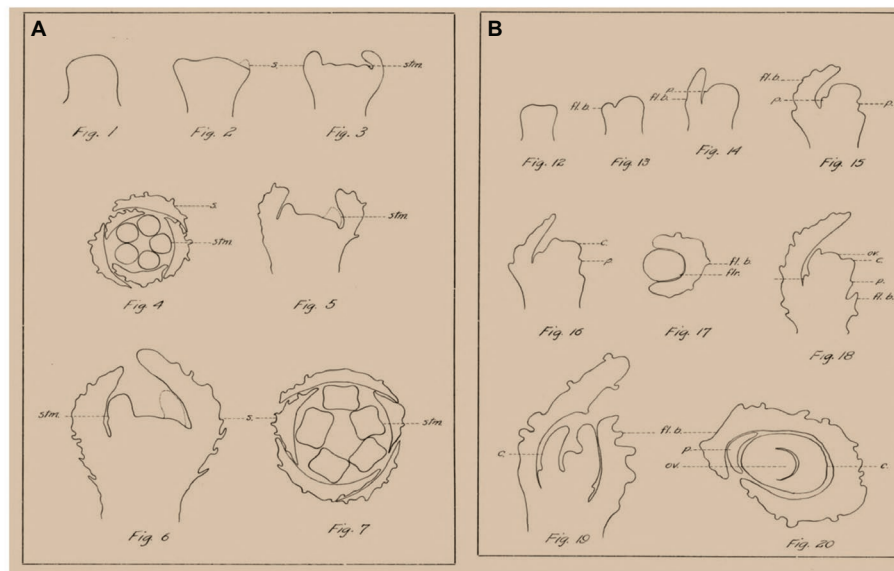 A
s.
stm.
Fig. 1
Fig. 2
Fig. 3
s.
stm.
stm.
Fig. 4
Fig. 5
stm.
s.
stm.
Fig. 6
Fig. 7
B
fl.b.
p.
fl.b.
p.
p.
fl.b.
Fig. 12
Fig. 13
Fig. 14
Fig. 15
c.
p.
fl.b.
flr.
ov.
c.
p.
fl.b.
Fig. 16
Fig. 17
Fig. 18
c.
fl.b.
p.
ov.
c.
Fig. 19
Fig. 20